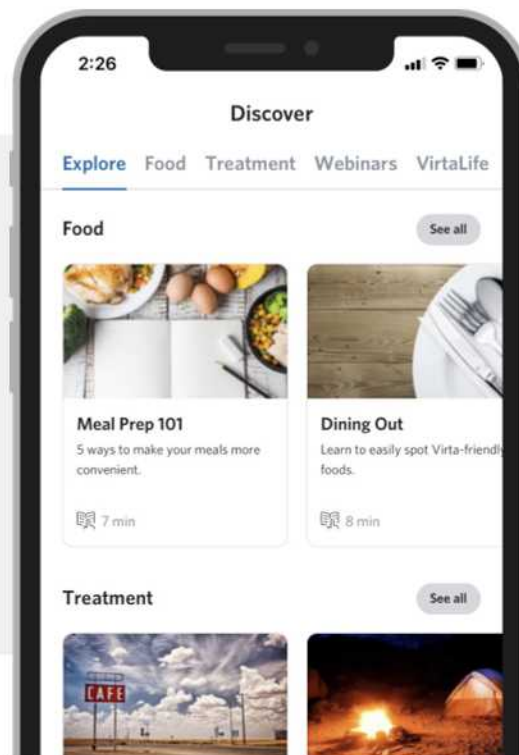 2:26
Discover
Explore Food Treatment Webinars VirtaLife
Food See all
Meal Prep 101
5 ways to make your meals more
convenient.
7 min
Dining Out
Learn to easily spot Virta-friendly
foods.
8 min
Treatment See all
CAFE